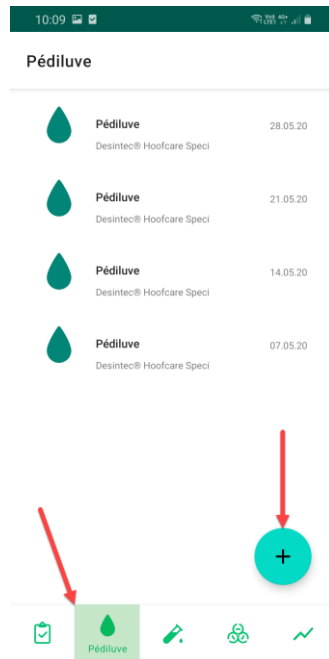 10:09
Pédiluve
Pédiluve 28.05.20
Desintec® Hoofcare Speci
Pédiluve 21.05.20
Desintec® Hoofcare Speci
Pédiluve 14.05.20
Desintec® Hoofcare Speci
Pédiluve 07.05.20
Desintec® Hoofcare Speci
+
Pédiluve